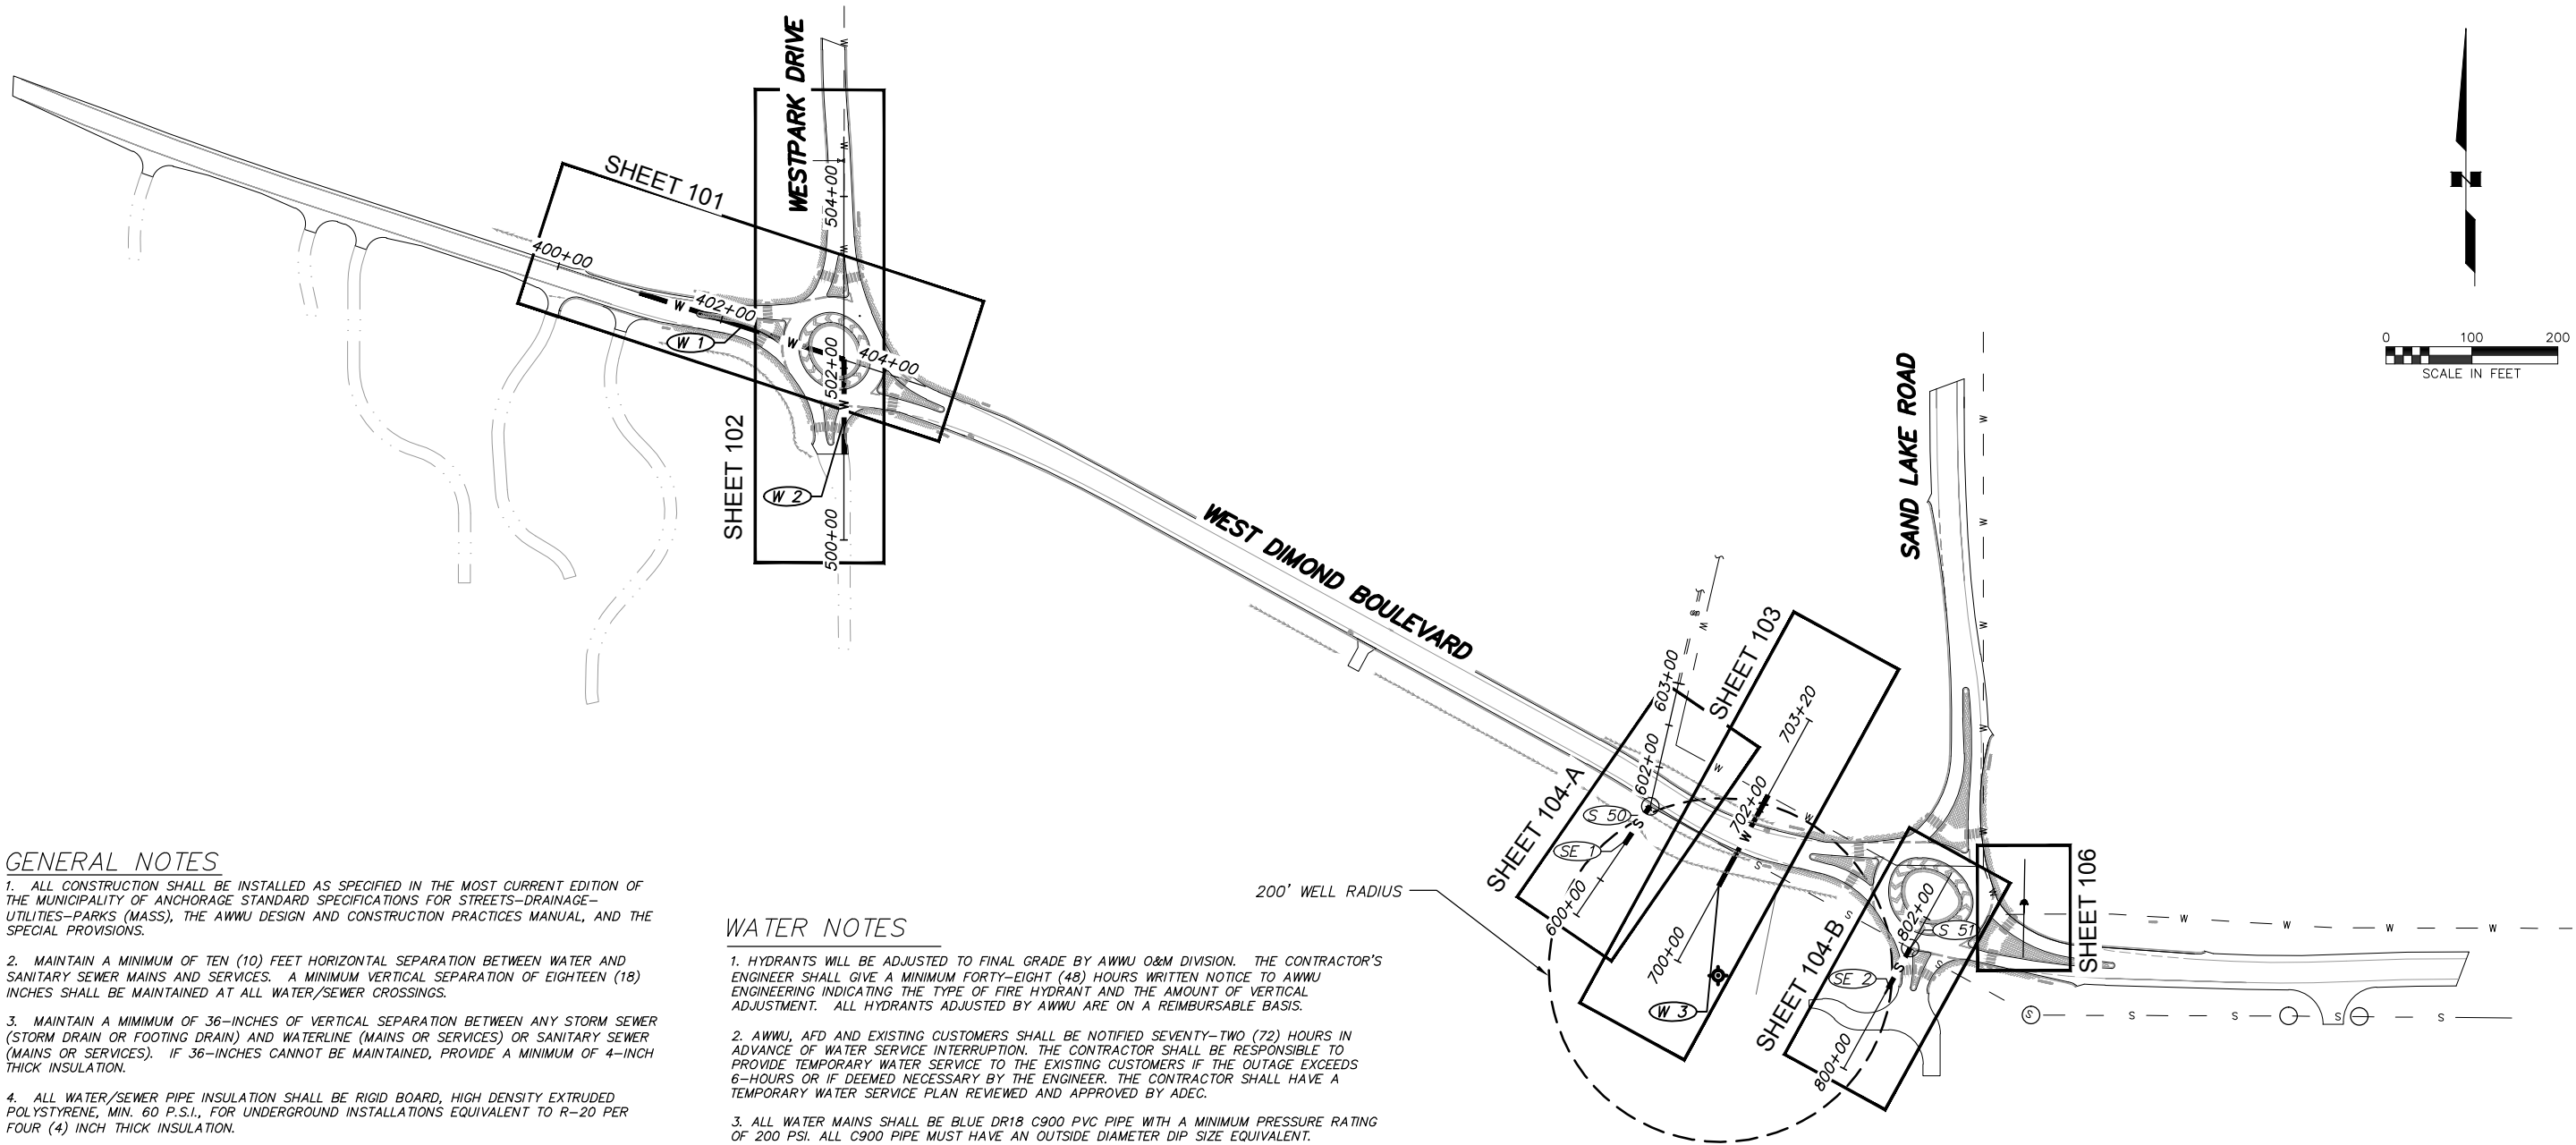 WESTPARK DRIVE
W
W
504+00
W
SHEET 101
400+00
W
402+00
W 1
W
502+00
404+00
W
SHEET 102
W 2
500+00
N
0 100 200
SCALE IN FEET
WEST DIMOND BOULEVARD
SAND LAKE ROAD
W
W
W
W
W
W
SHEET 103
603+00
703+20
602+00
W
702+00
W
W
SHEET 104-A
S 50
S
SE 1
600+00
S
700+00
W 3
SHEET 104-B
S
802+00
S 51
S
S
SE 2
800+00
W
SHEET 106
W W W W
S S S S
200' WELL RADIUS
GENERAL NOTES
1. ALL CONSTRUCTION SHALL BE INSTALLED AS SPECIFIED IN THE MOST CURRENT EDITION OF
THE MUNICIPALITY OF ANCHORAGE STANDARD SPECIFICATIONS FOR STREETS-DRAINAGE-
UTILITIES-PARKS (MASS), THE AWWU DESIGN AND CONSTRUCTION PRACTICES MANUAL, AND THE
SPECIAL PROVISIONS.
2. MAINTAIN A MINIMUM OF TEN (10) FEET HORIZONTAL SEPARATION BETWEEN WATER AND
SANITARY SEWER MAINS AND SERVICES. A MINIMUM VERTICAL SEPARATION OF EIGHTEEN (18)
INCHES SHALL BE MAINTAINED AT ALL WATER/SEWER CROSSINGS.
3. MAINTAIN A MIMIMUM OF 36-INCHES OF VERTICAL SEPARATION BETWEEN ANY STORM SEWER
(STORM DRAIN OR FOOTING DRAIN) AND WATERLINE (MAINS OR SERVICES) OR SANITARY SEWER
(MAINS OR SERVICES). IF 36-INCHES CANNOT BE MAINTAINED, PROVIDE A MINIMUM OF 4-INCH
THICK INSULATION.
4. ALL WATER/SEWER PIPE INSULATION SHALL BE RIGID BOARD, HIGH DENSITY EXTRUDED
POLYSTYRENE, MIN. 60 P.S.I., FOR UNDERGROUND INSTALLATIONS EQUIVALENT TO R-20 PER
FOUR (4) INCH THICK INSULATION.
WATER NOTES
1. HYDRANTS WILL BE ADJUSTED TO FINAL GRADE BY AWWU O&M DIVISION. THE CONTRACTOR'S
ENGINEER SHALL GIVE A MINIMUM FORTY-EIGHT (48) HOURS WRITTEN NOTICE TO AWWU
ENGINEERING INDICATING THE TYPE OF FIRE HYDRANT AND THE AMOUNT OF VERTICAL
ADJUSTMENT. ALL HYDRANTS ADJUSTED BY AWWU ARE ON A REIMBURSABLE BASIS.
2. AWWU, AFD AND EXISTING CUSTOMERS SHALL BE NOTIFIED SEVENTY-TWO (72) HOURS IN
ADVANCE OF WATER SERVICE INTERRUPTION. THE CONTRACTOR SHALL BE RESPONSIBLE TO
PROVIDE TEMPORARY WATER SERVICE TO THE EXISTING CUSTOMERS IF THE OUTAGE EXCEEDS
6-HOURS OR IF DEEMED NECESSARY BY THE ENGINEER. THE CONTRACTOR SHALL HAVE A
TEMPORARY WATER SERVICE PLAN REVIEWED AND APPROVED BY ADEC.
3. ALL WATER MAINS SHALL BE BLUE DR18 C900 PVC PIPE WITH A MINIMUM PRESSURE RATING
OF 200 PSI. ALL C900 PIPE MUST HAVE AN OUTSIDE DIAMETER DIP SIZE EQUIVALENT.